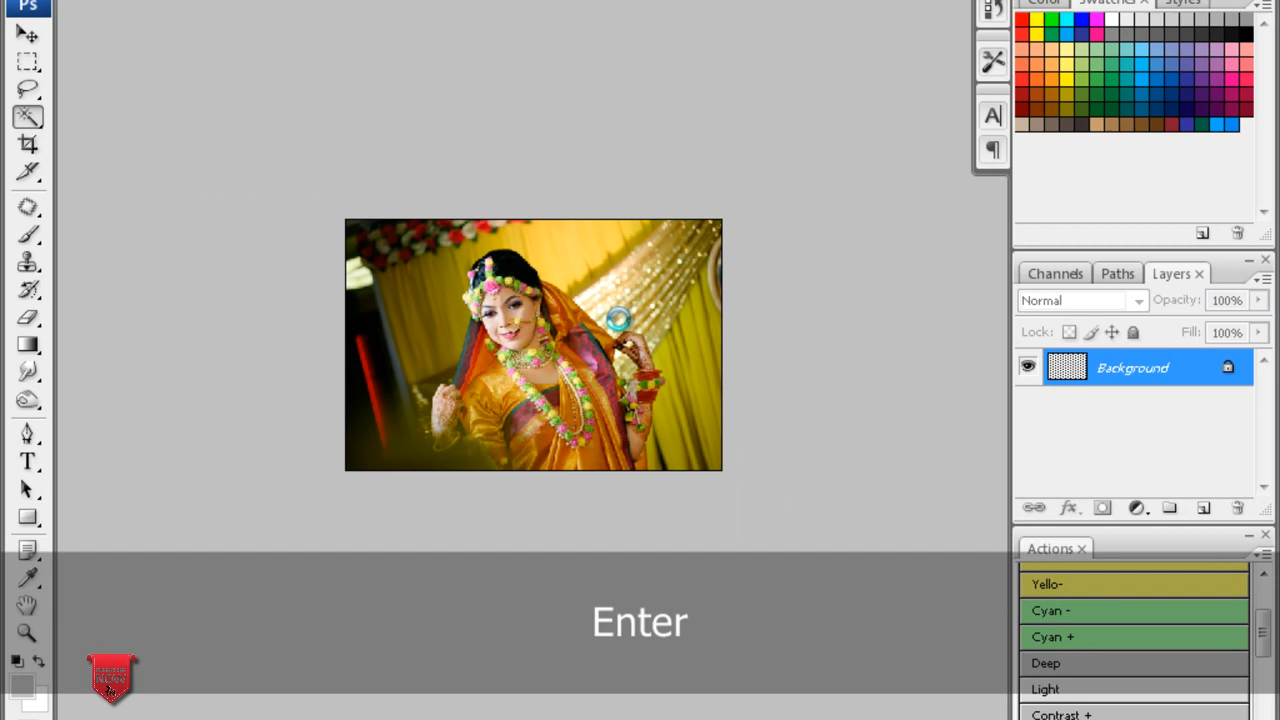 Ps
Color
Swatches ×
Styles
A
Channels
Paths
Layers ×
Normal
Opacity: 100%
Lock:
Fill: 100%
Background
T
Actions ×
Yello-
Cyan -
Cyan +
Deep
Light
Contrast +
Enter